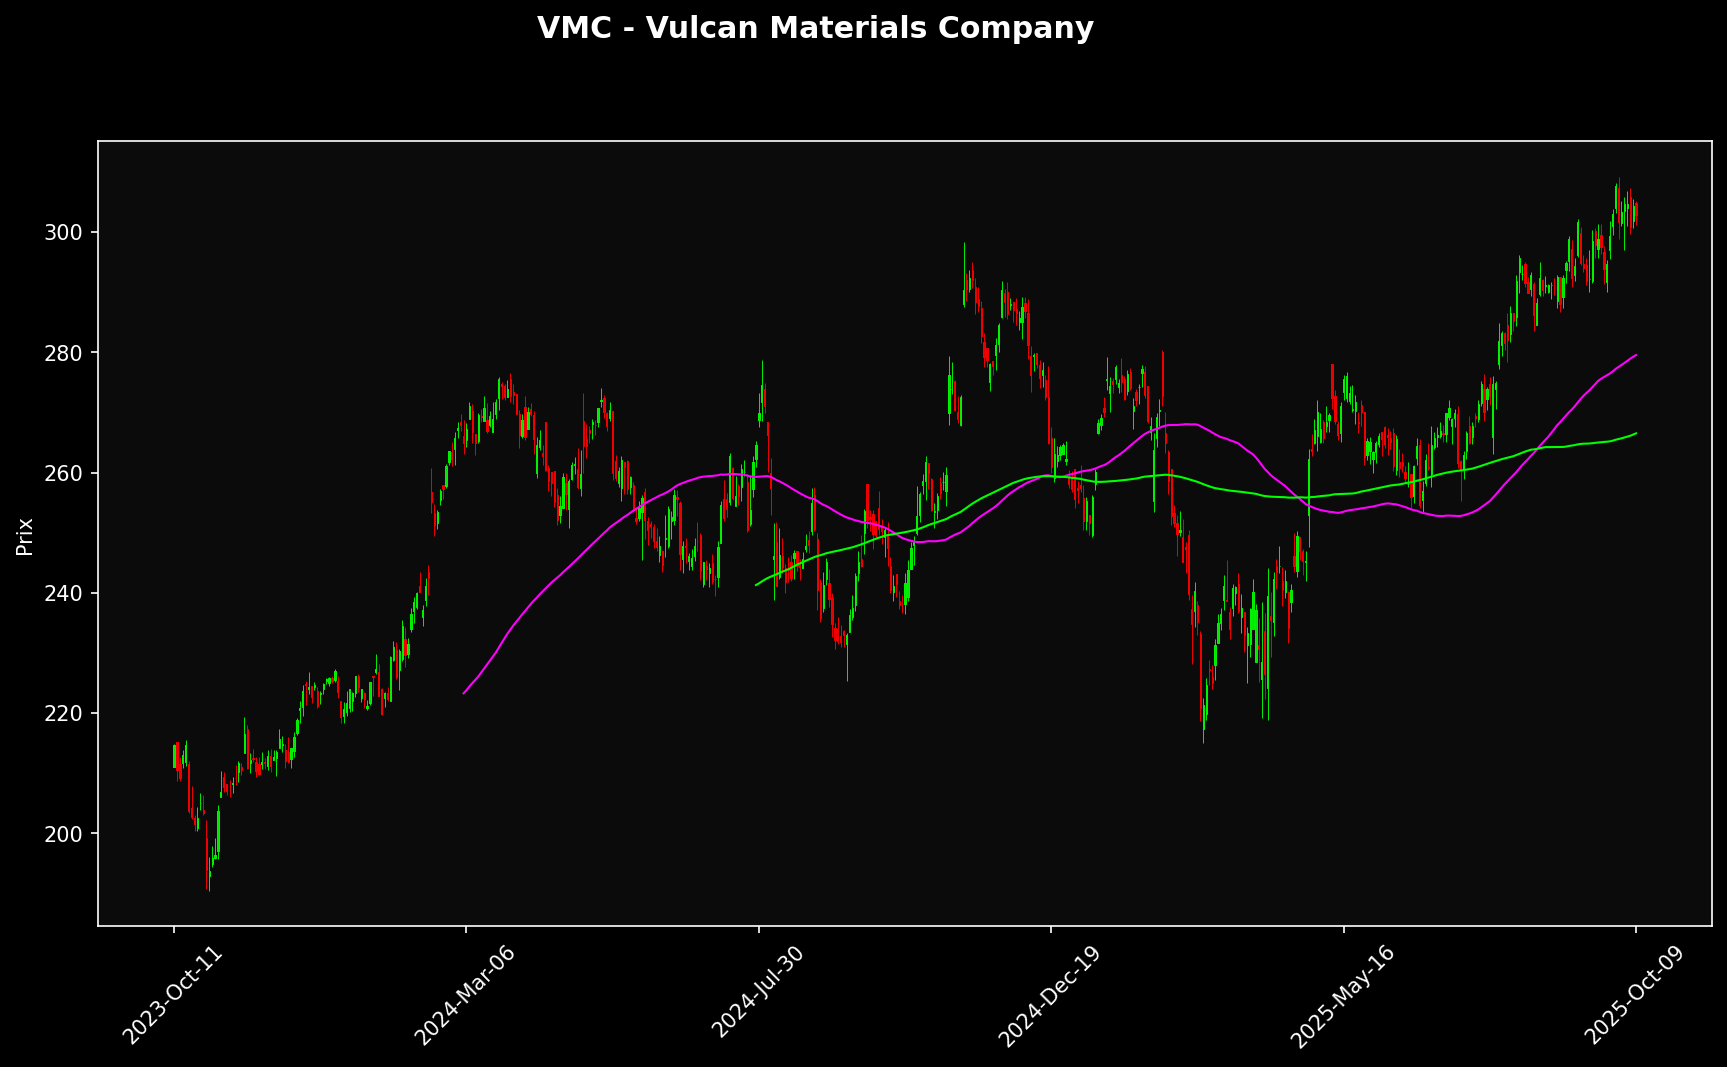 VMC - Vulcan Materials Company
Prix
300
280
260
240
220
200
2023-Oct-11
2024-Mar-06
2024-Jul-30
2024-Dec-19
2025-May-16
2025-Oct-09